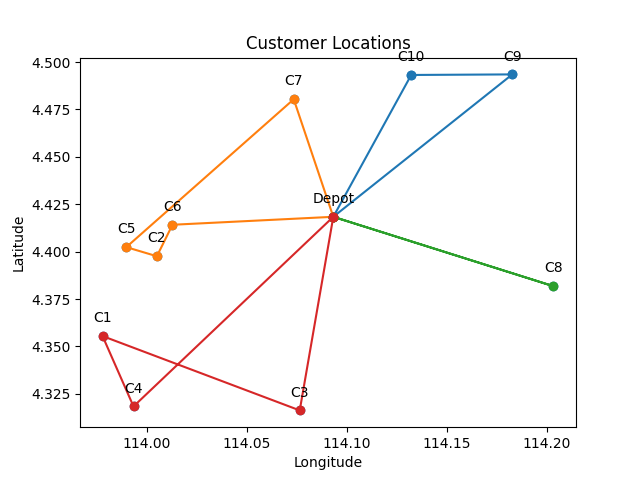 Customer Locations
C10
C9
C7
Depot
C6
C5
C2
C8
C1
C4
C3
4.500
4.475
4.450
4.425
4.400
4.375
4.350
4.325
Latitude
114.00
114.05
114.10
114.15
114.20
Longitude